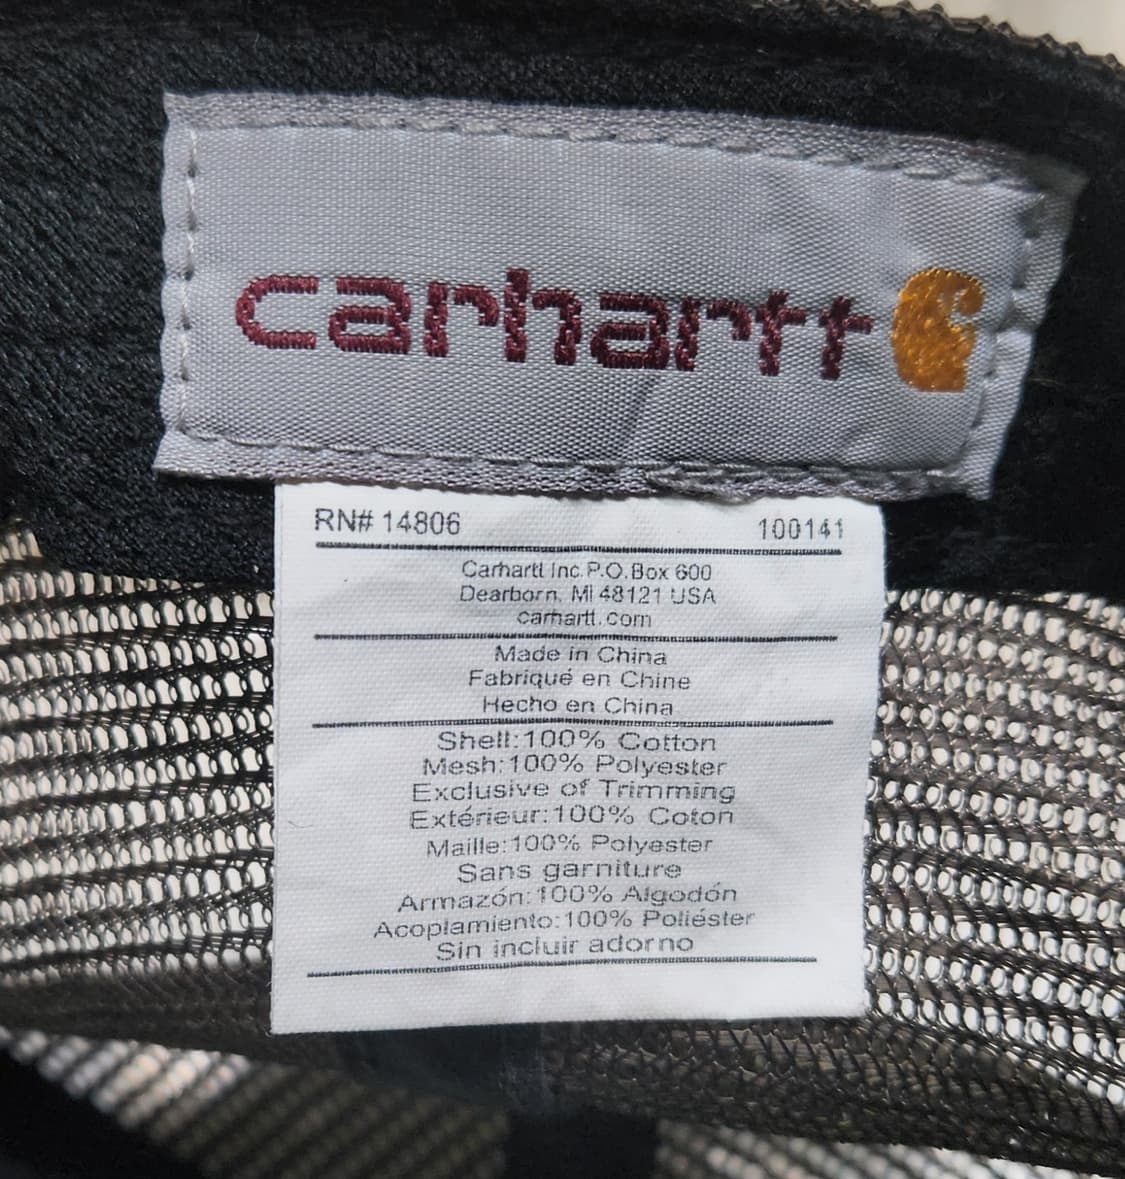 carhartt
RN# 14806 100141
Carhartt Inc. P.O. Box 600
Dearborn, MI 48121 USA
carhartt.com
Made in China
Fabriqué en Chine
Hecho en China
Shell:100% Cotton
Mesh:100% Polyester
Exclusive of Trimming
Extérieur:100% Coton
Maille:100% Polyester
Sans garniture
Armazón:100% Algodón
Acoplamiento:100% Poliéster
Sin incluir adorno